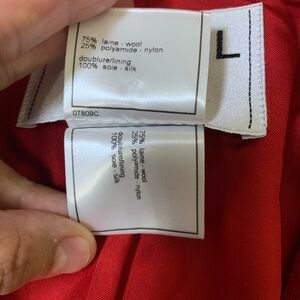 75% laine - wool
25% polyamide - nylon
doublure/lining
100% soie - silk
07609C
L
75% laine - wool
25% polyamide nylon
doublure/lining
100% soie - silk